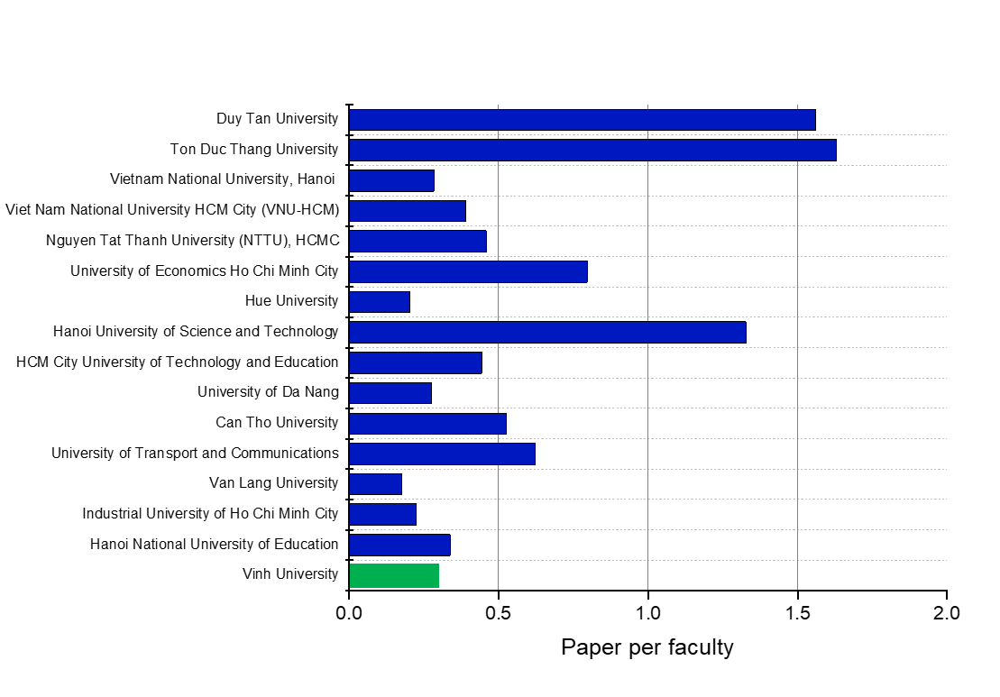 Duy Tan University
Ton Duc Thang University
Vietnam National University, Hanoi
Viet Nam National University HCM City (VNU-HCM)
Nguyen Tat Thanh University (NTTU), HCMC
University of Economics Ho Chi Minh City
Hue University
Hanoi University of Science and Technology
HCM City University of Technology and Education
University of Da Nang
Can Tho University
University of Transport and Communications
Van Lang University
Industrial University of Ho Chi Minh City
Hanoi National University of Education
Vinh University
0.0 0.5 1.0 1.5 2.0
Paper per faculty